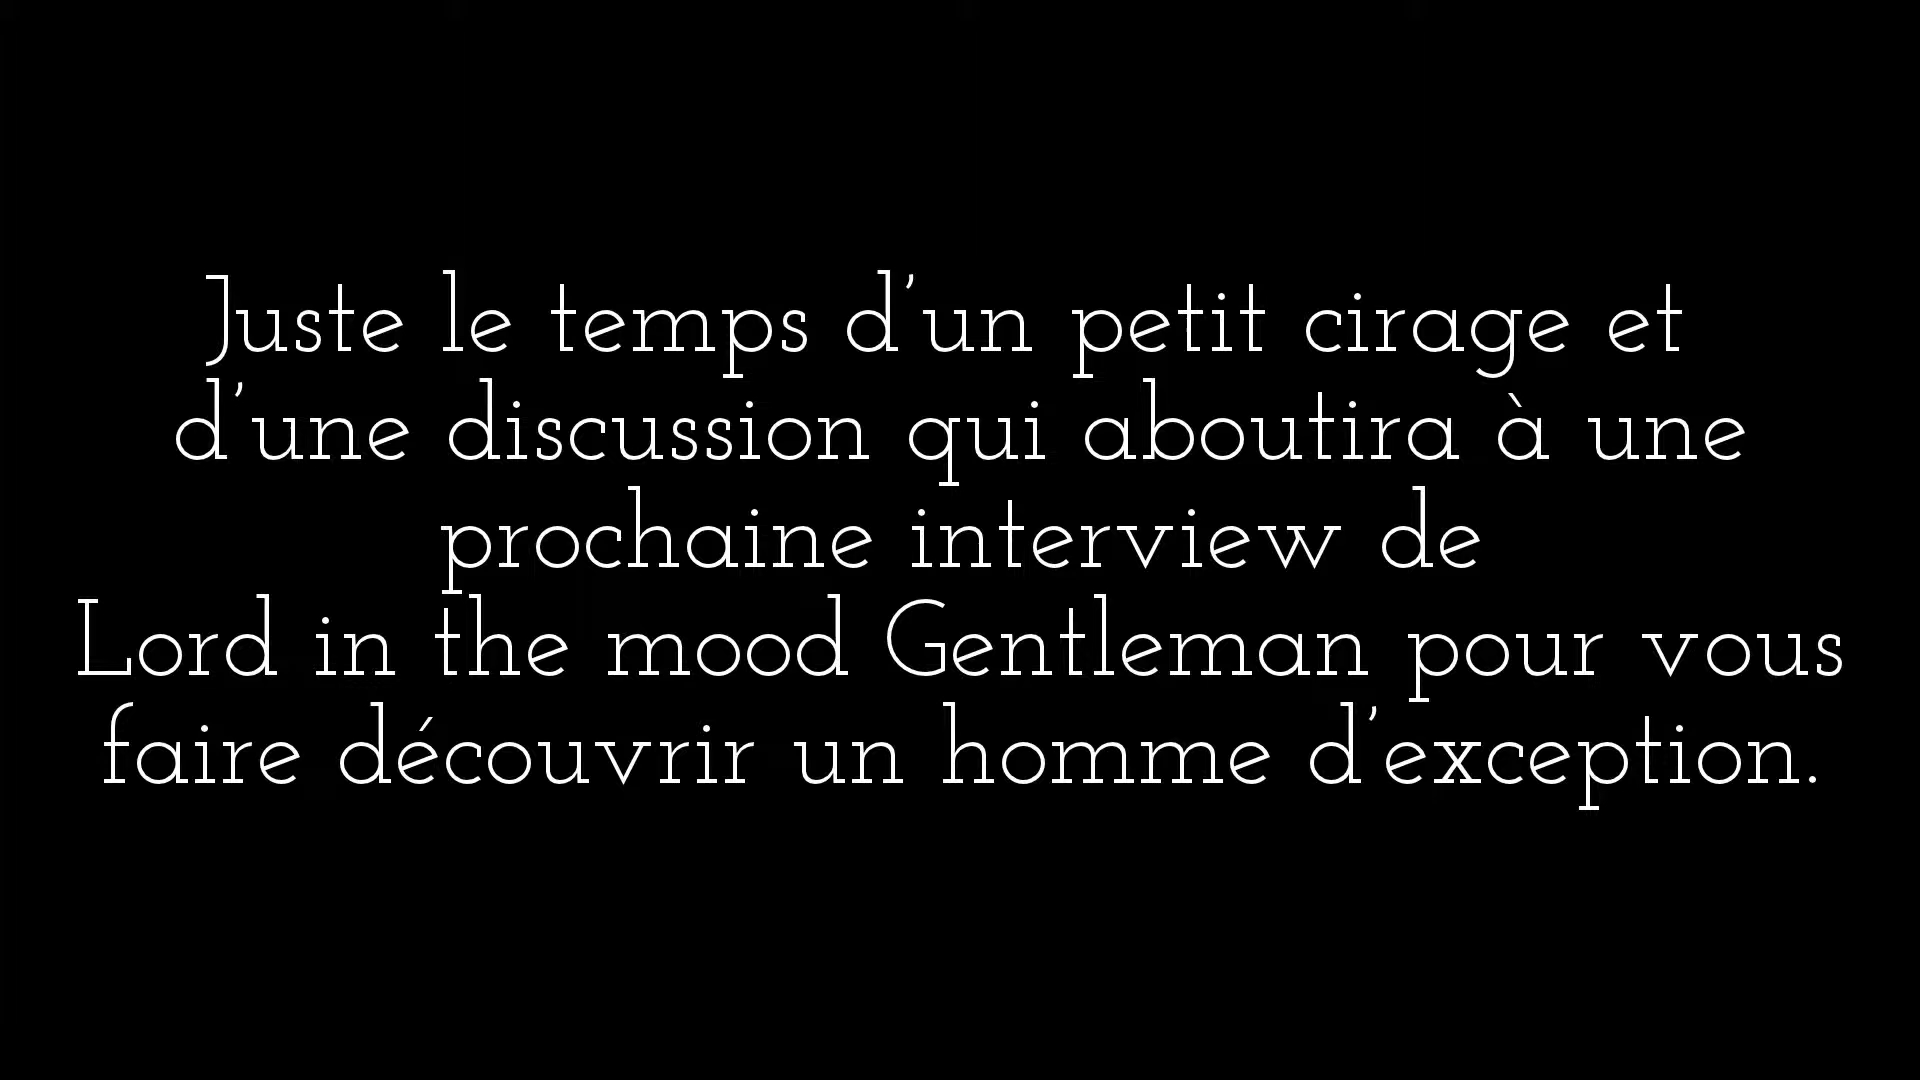 Juste le temps d'un petit cirage et
d'une discussion qui aboutira à une
prochaine interview de
Lord in the mood Gentleman pour vous
faire découvrir un homme d'exception.